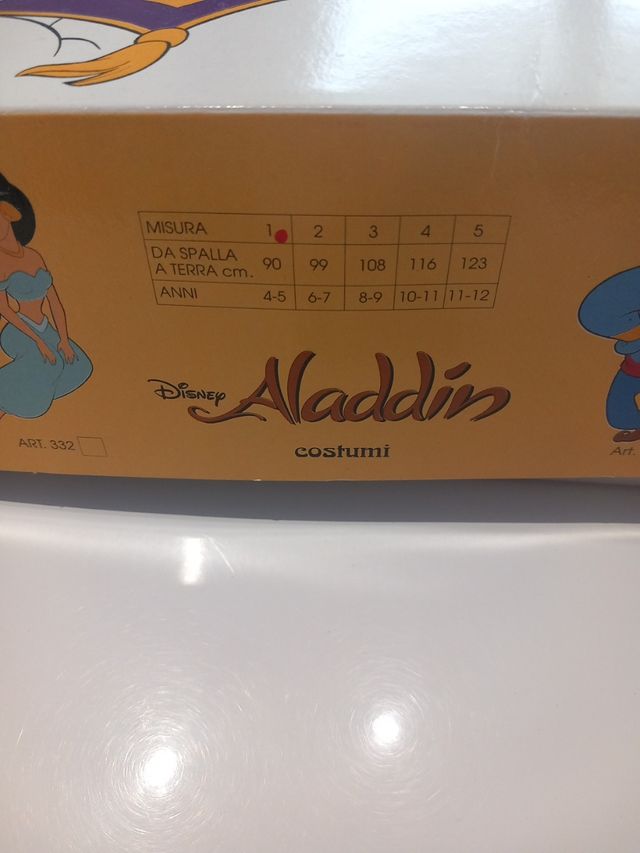 MISURA 1 2 3 4 5
DA SPALLA
A TERRA cm. 90 99 108 116 123
ANNI 4-5 6-7 8-9 10-11 11-12
Disney Aladdin
costumi
ART. 332
Art.